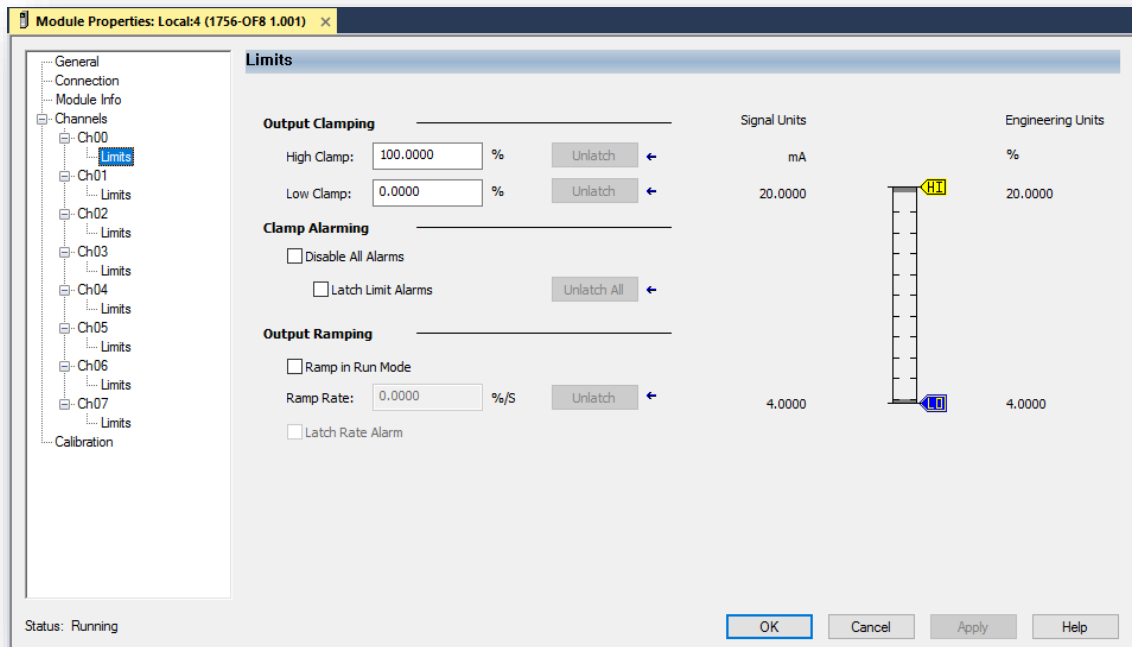 Module Properties: Local:4 (1756-OF8 1.001) ×
General
Connection
Module Info
Channels
Ch00
Limits
Ch01
Limits
Ch02
Limits
Ch03
Limits
Ch04
Limits
Ch05
Limits
Ch06
Limits
Ch07
Limits
Calibration
Limits
Output Clamping
High Clamp: 100.0000 % Unlatch
Low Clamp: 0.0000 % Unlatch
Clamp Alarming
Disable All Alarms
Latch Limit Alarms Unlatch All
Output Ramping
Ramp in Run Mode
Ramp Rate: 0.0000 %/S Unlatch
Latch Rate Alarm
Signal Units Engineering Units
mA %
20.0000 HI 20.0000
4.0000 LO 4.0000
Status: Running
OK Cancel Apply Help